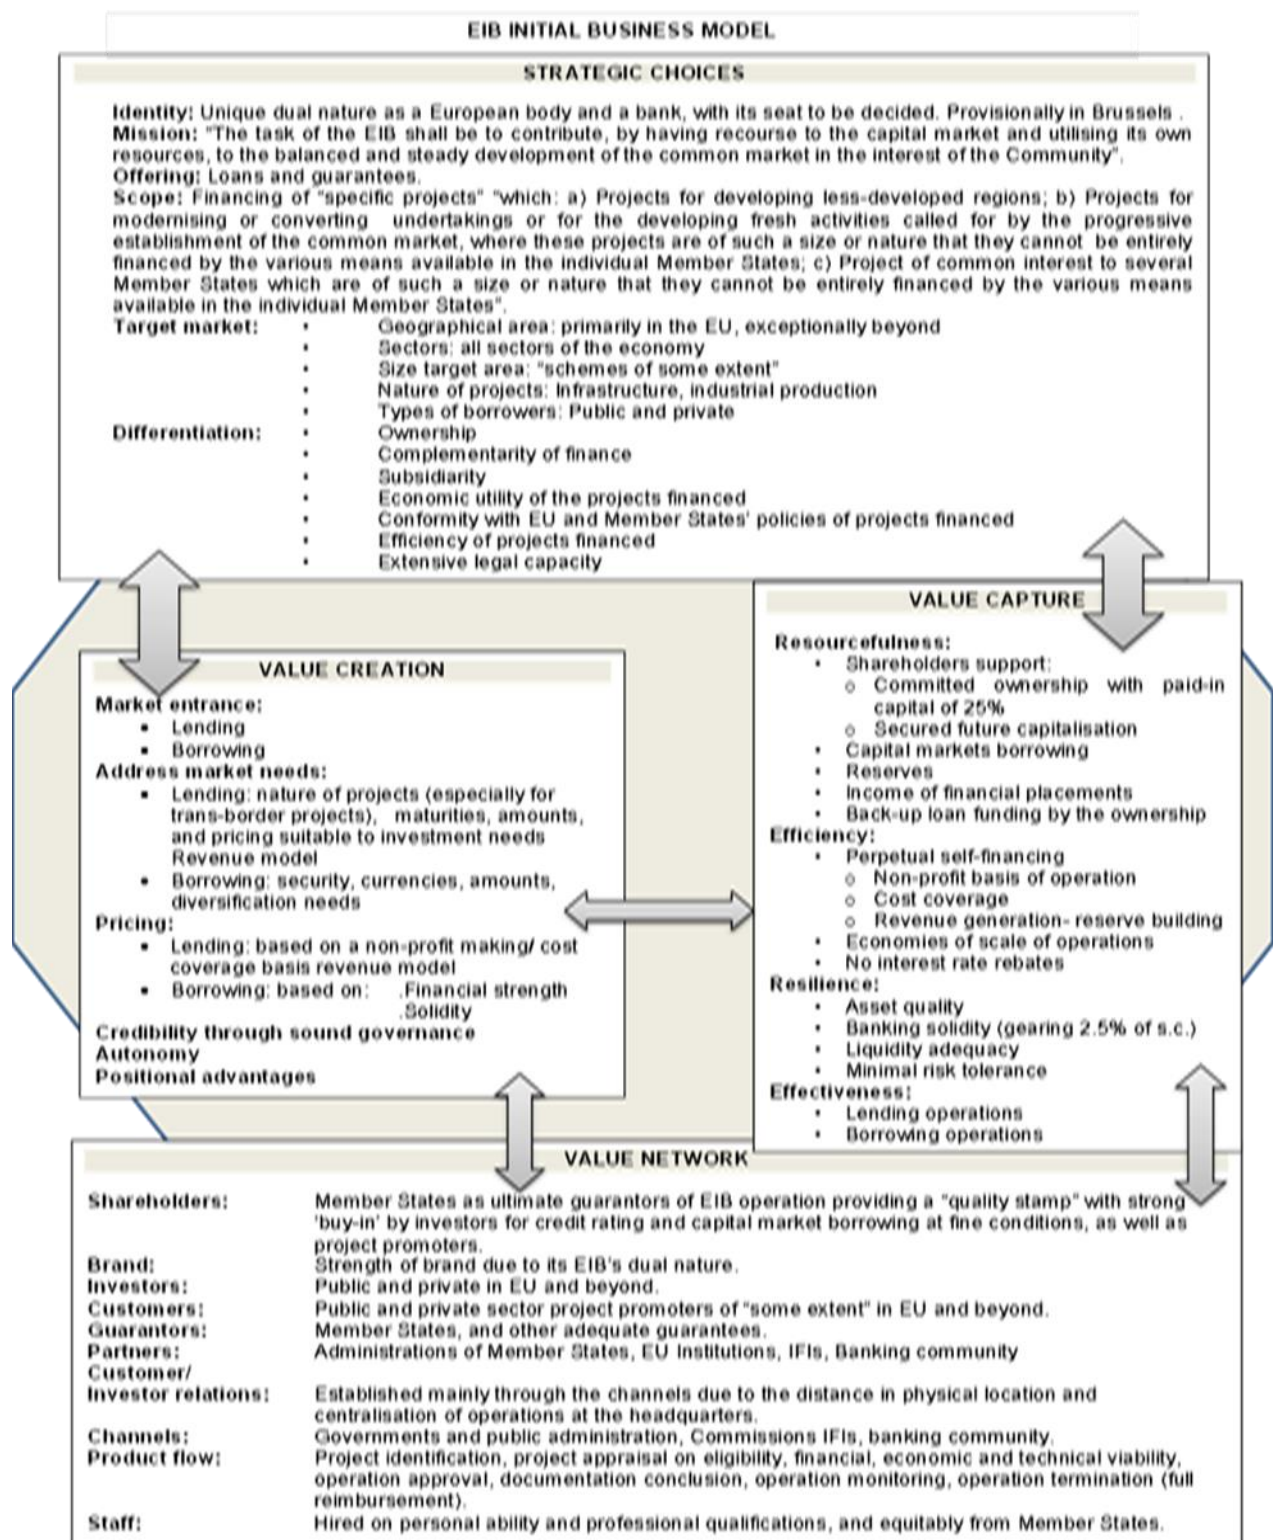 EIB INITIAL BUSINESS MODEL
STRATEGIC CHOICES
Identity: Unique dual nature as a European body and a bank, with its seat to be decided. Provisionally in Brussels .
Mission: "The task of the EIB shall be to contribute, by having recourse to the capital market and utilising its own
resources, to the balanced and steady development of the common market in the interest of the Community".
Offering: Loans and guarantees.
Scope: Financing of "specific projects" "which: a) Projects for developing less-developed regions; b) Projects for
modernising or converting undertakings or for the developing fresh activities called for by the progressive
establishment of the common market, where these projects are of such a size or nature that they cannot be entirely
financed by the various means available in the individual Member States; c) Project of common interest to several
Member States which are of such a size or nature that they cannot be entirely financed by the various means
available in the individual Member States".
Target market: • Geographical area: primarily in the EU, exceptionally beyond
• Sectors: all sectors of the economy
• Size target area: "schemes of some extent"
• Nature of projects: Infrastructure, industrial production
• Types of borrowers: Public and private
Differentiation: • Ownership
• Complementarity of finance
• Subsidiarity
• Economic utility of the projects financed
• Conformity with EU and Member States' policies of projects financed
• Efficiency of projects financed
• Extensive legal capacity
VALUE CREATION
Market entrance:
• Lending
• Borrowing
Address market needs:
• Lending: nature of projects (especially for
trans-border projects), maturities, amounts,
and pricing suitable to investment needs
Revenue model
• Borrowing: security, currencies, amounts,
diversification needs
Pricing:
• Lending: based on a non-profit making/ cost
coverage basis revenue model
• Borrowing: based on: .Financial strength
.Solidity
Credibility through sound governance
Autonomy
Positional advantages
VALUE CAPTURE
Resourcefulness:
• Shareholders support:
o Committed ownership with paid-in
capital of 25%
o Secured future capitalisation
• Capital markets borrowing
• Reserves
• Income of financial placements
• Back-up loan funding by the ownership
Efficiency:
• Perpetual self-financing
o Non-profit basis of operation
o Cost coverage
o Revenue generation- reserve building
• Economies of scale of operations
• No interest rate rebates
Resilience:
• Asset quality
• Banking solidity (gearing 2.5% of s.c.)
• Liquidity adequacy
• Minimal risk tolerance
Effectiveness:
• Lending operations
• Borrowing operations
VALUE NETWORK
Shareholders: Member States as ultimate guarantors of EIB operation providing a "quality stamp" with strong
'buy-in' by investors for credit rating and capital market borrowing at fine conditions, as well as
project promoters.
Brand: Strength of brand due to its EIB's dual nature.
Investors: Public and private in EU and beyond.
Customers: Public and private sector project promoters of "some extent" in EU and beyond.
Guarantors: Member States, and other adequate guarantees.
Partners: Administrations of Member States, EU Institutions, IFIs, Banking community
Customer/
Investor relations: Established mainly through the channels due to the distance in physical location and
centralisation of operations at the headquarters.
Channels: Governments and public administration, Commissions IFIs, banking community.
Product flow: Project identification, project appraisal on eligibility, financial, economic and technical viability,
operation approval, documentation conclusion, operation monitoring, operation termination (full
reimbursement).
Staff: Hired on personal ability and professional qualifications, and equitably from Member States.